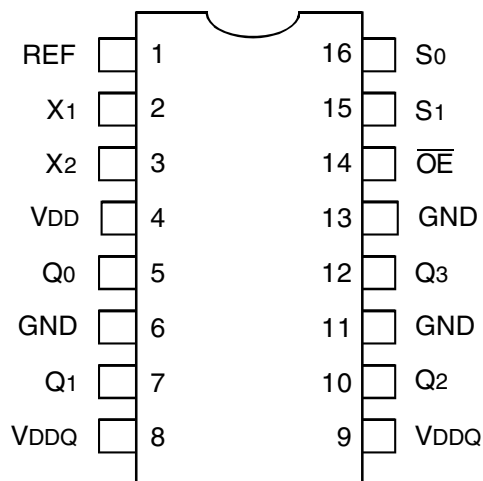 REF 1 16 S0
X1 2 15 S1
X2 3 14 O̅E̅
VDD 4 13 GND
Q0 5 12 Q3
GND 6 11 GND
Q1 7 10 Q2
VDDQ 8 9 VDDQ